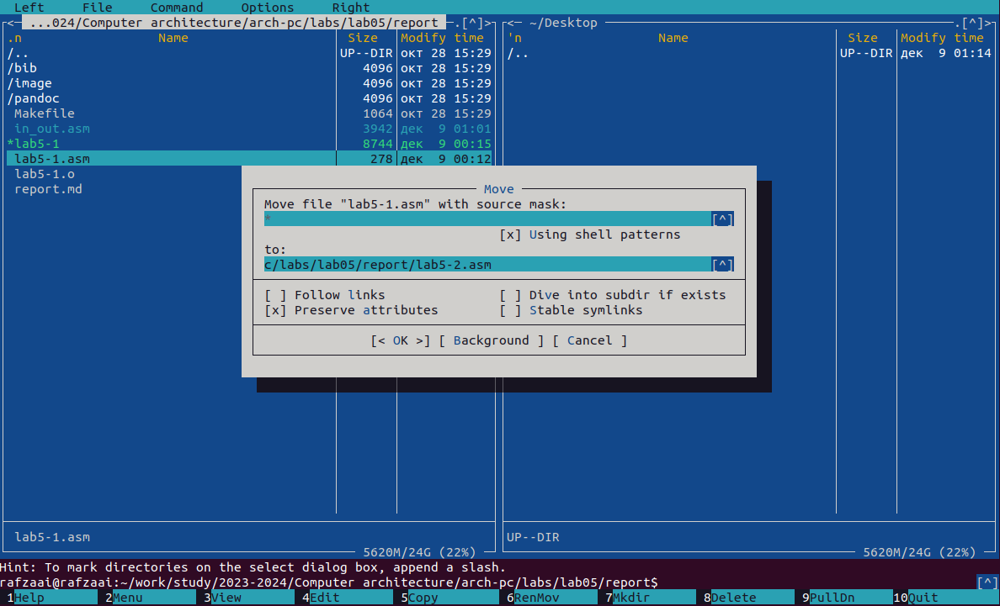 Left File Command Options Right
<─ ...024/Computer architecture/arch-pc/labs/lab05/report ─.[^]> <─ ~/Desktop ─.[^]>
.n Name Size Modify time 'n Name Size Modify time
/.. UP--DIR окт 28 15:29 /.. UP--DIR дек 9 01:14
/bib 4096 окт 28 15:29
/image 4096 окт 28 15:29
/pandoc 4096 окт 28 15:29
Makefile 1064 окт 28 15:29
in_out.asm 3942 дек 9 01:01
*lab5-1 8744 дек 9 00:15
lab5-1.asm 278 дек 9 00:12
lab5-1.o
report.md
Move
Move file "lab5-1.asm" with source mask:
* [^]
[x] Using shell patterns
to:
c/labs/lab05/report/lab5-2.asm [^]
[ ] Follow links [ ] Dive into subdir if exists
[x] Preserve attributes [ ] Stable symlinks
[< OK >] [ Background ] [ Cancel ]
lab5-1.asm UP--DIR
5620M/24G (22%) 5620M/24G (22%)
Hint: To mark directories on the select dialog box, append a slash.
rafzaai@rafzaai:~/work/study/2023-2024/Computer architecture/arch-pc/labs/lab05/report$ [^]
1Help 2Menu 3View 4Edit 5Copy 6RenMov 7Mkdir 8Delete 9PullDn 10Quit